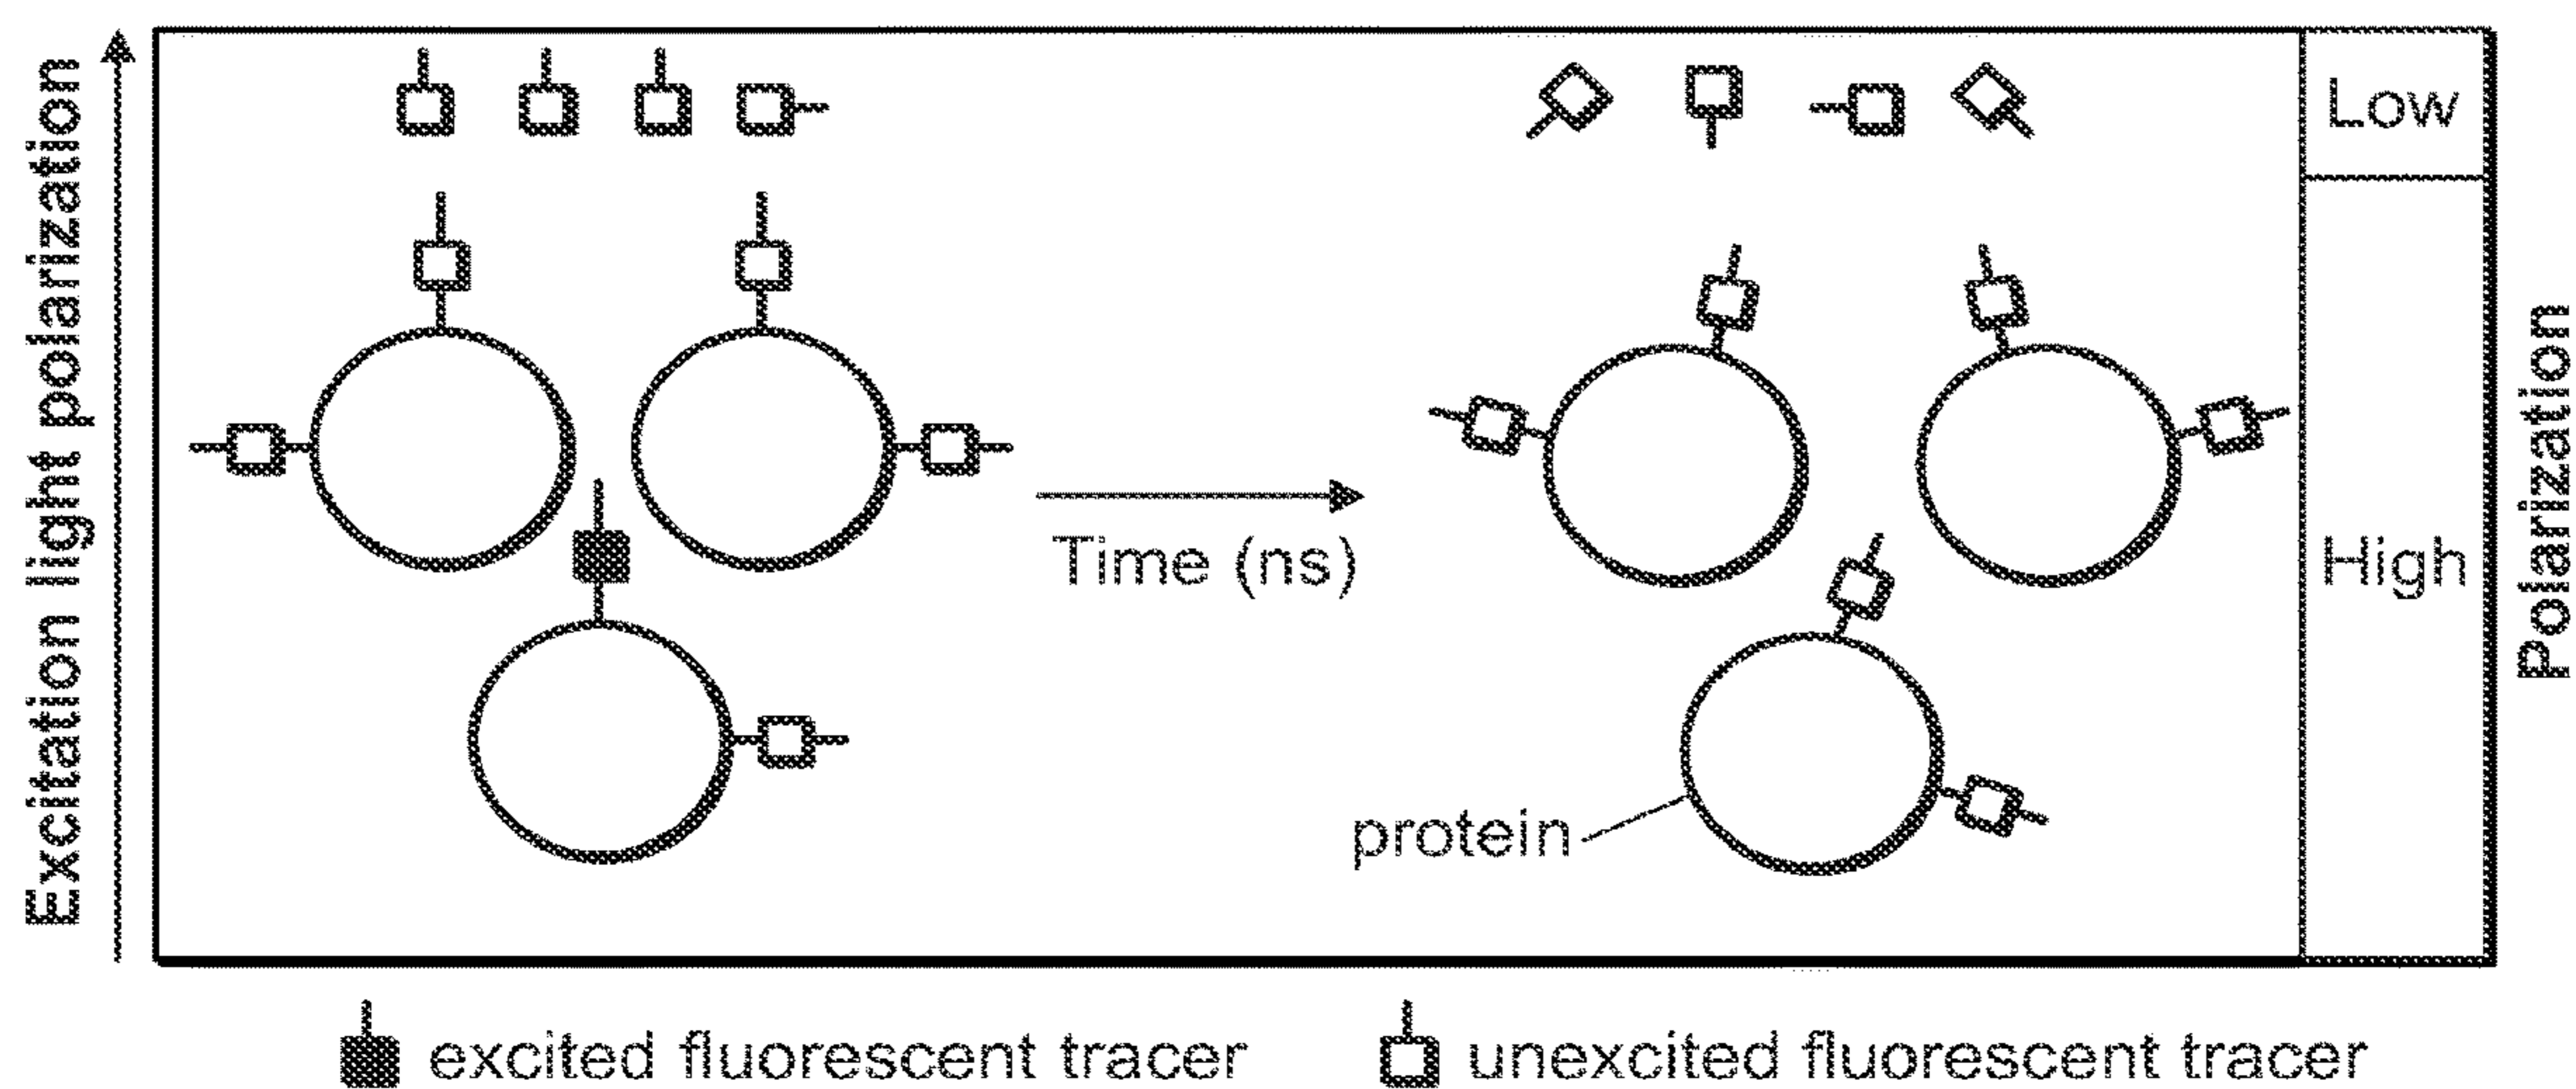 Excitation light polarization
Low
High
Polarization
Time (ns)
protein
excited fluorescent tracer
unexcited fluorescent tracer